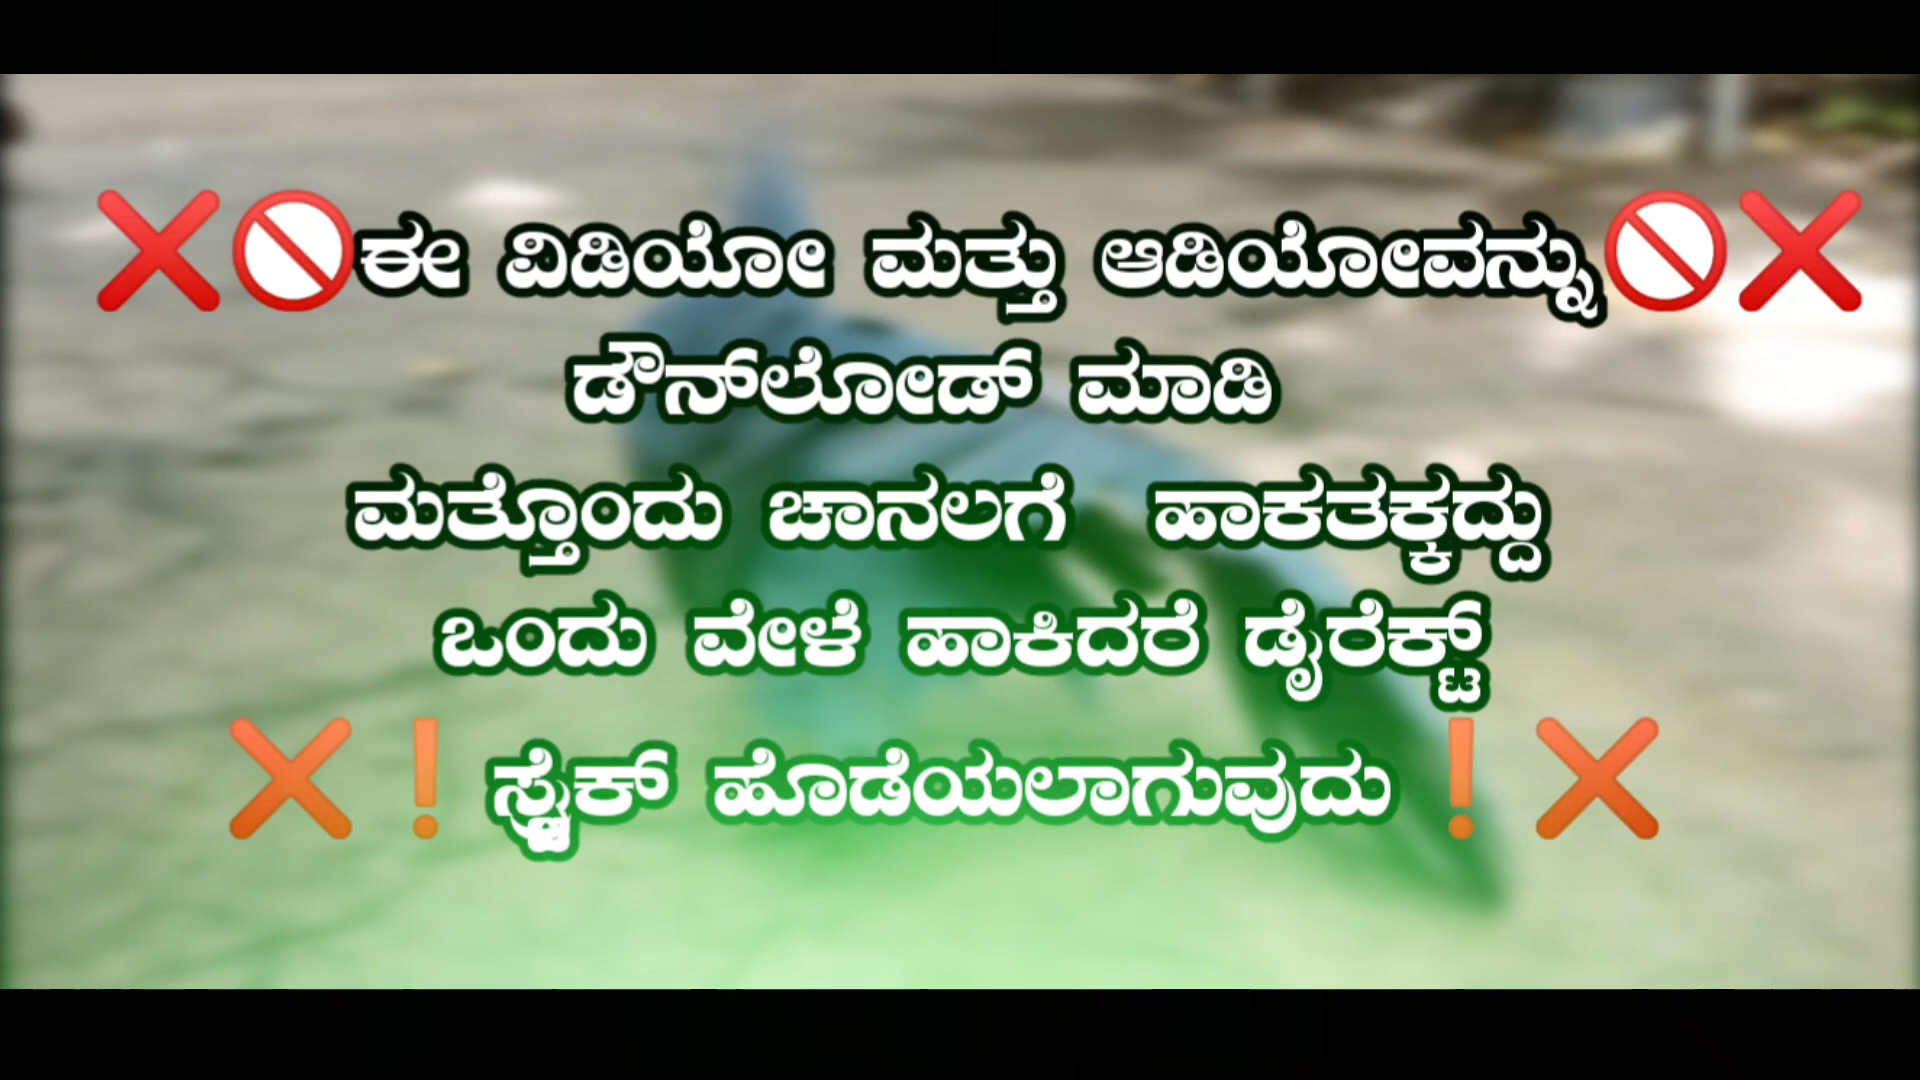 ❌🚫ಈ ವಿಡಿಯೋ ಮತ್ತು ಆಡಿಯೋವನ್ನು🚫❌
ಡೌನ್‌ಲೋಡ್ ಮಾಡಿ
ಮತ್ತೊಂದು ಚಾನಲಗೆ ಹಾಕತಕ್ಕದ್ದು
ಒಂದು ವೇಳೆ ಹಾಕಿದರೆ ಡೈರೆಕ್ಟ್
❌❗ಸ್ಟ್ರೈಕ್ ಹೊಡೆಯಲಾಗುವುದು❗❌